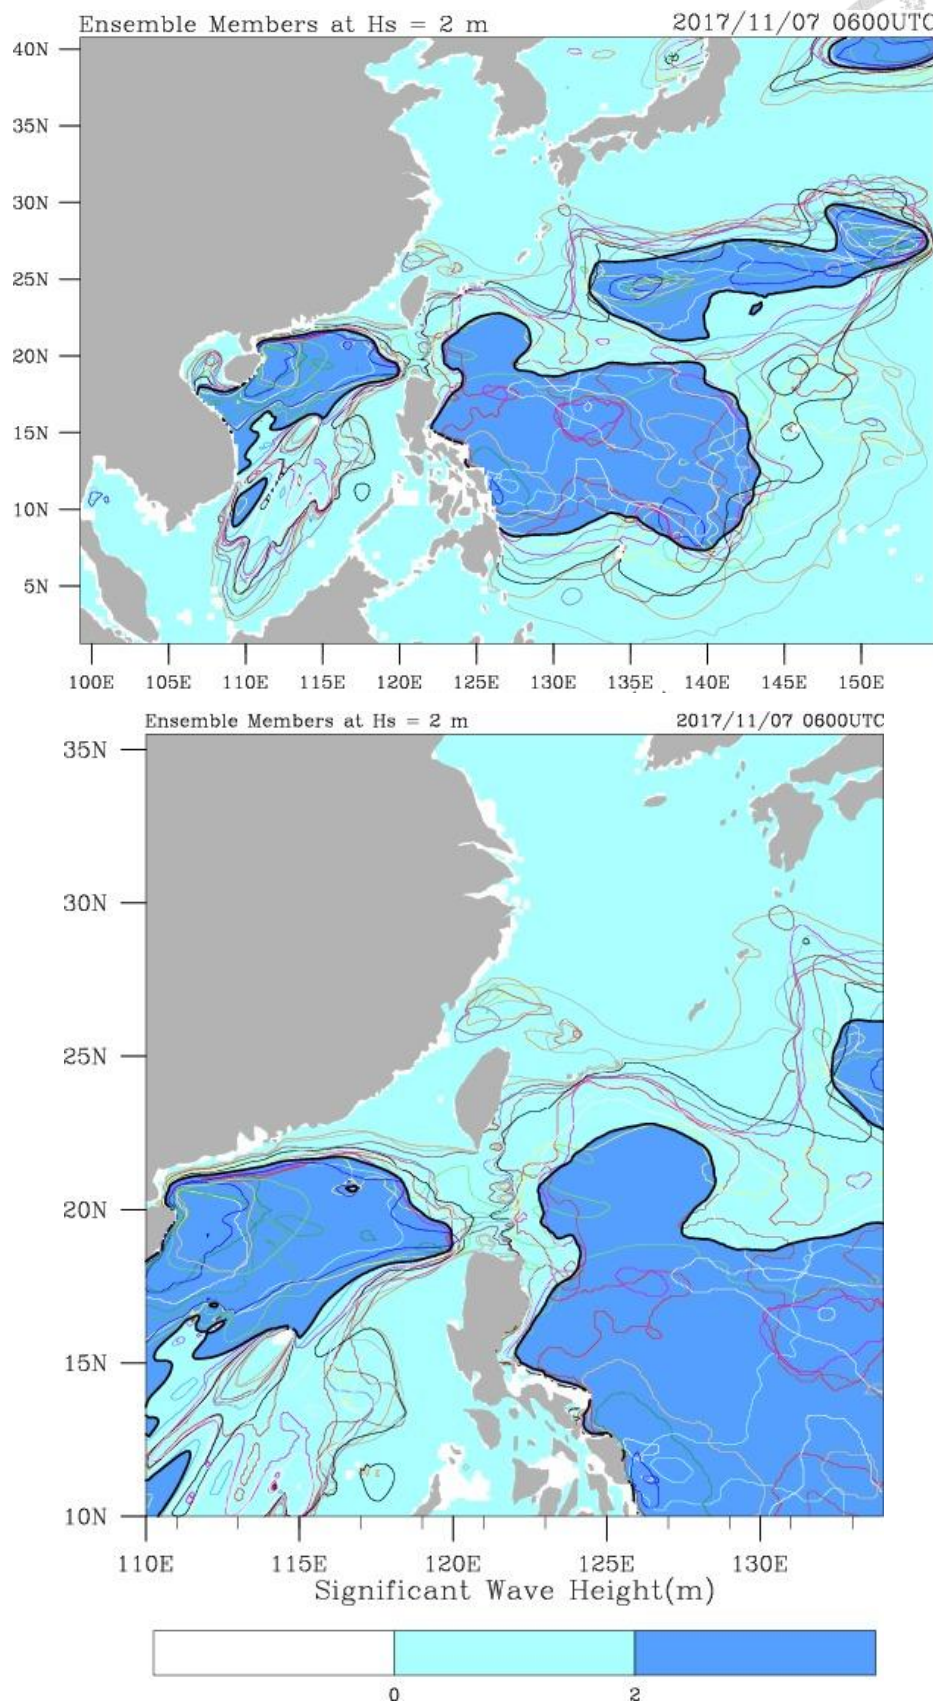 Ensemble Members at Hs = 2 m 2017/11/07 0600UTC
40N
35N
30N
25N
20N
15N
10N
5N
100E 105E 110E 115E 120E 125E 130E 135E 140E 145E 150E
Ensemble Members at Hs = 2 m 2017/11/07 0600UTC
35N
30N
25N
20N
15N
10N
110E 115E 120E 125E 130E
Significant Wave Height(m)
0 2